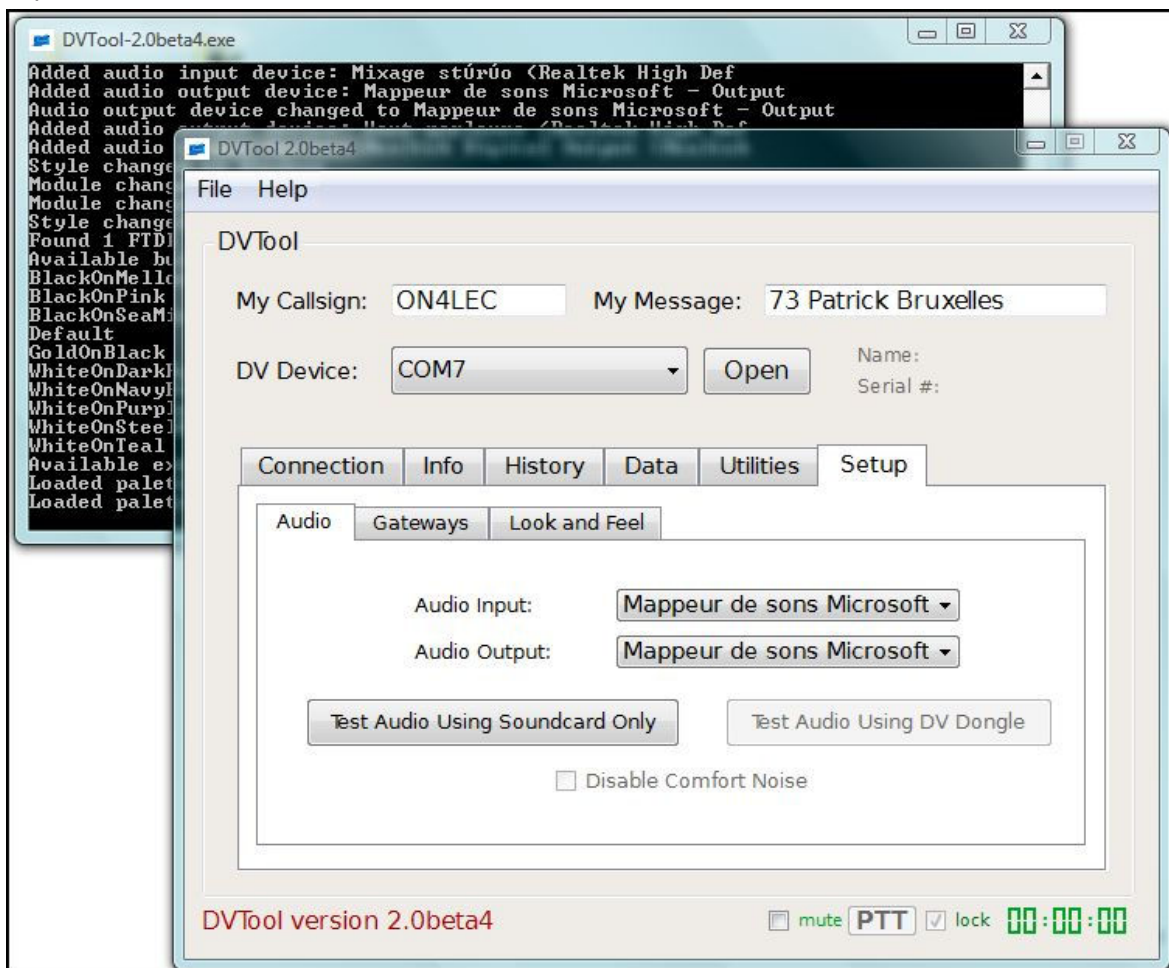 DVTool-2.0beta4.exe
Added audio input device: Mixage stúrÚo (Realtek High Def
Added audio output device: Mappeur de sons Microsoft - Output
Audio output device changed to Mappeur de sons Microsoft - Output
Added audio
Added audio
Style change
Module chang
Module chang
Style change
Found 1 FTDI
Available bu
BlackOnMello
BlackOnPink
BlackOnSeaMi
Default
GoldOnBlack
WhiteOnDark
WhiteOnNavy
WhiteOnPurpl
WhiteOnSteel
WhiteOnTeal
Available ex
Loaded palet
Loaded palet
DVTool 2.0beta4
File Help
DVTool
My Callsign: ON4LEC My Message: 73 Patrick Bruxelles
DV Device: COM7 Open
Name:
Serial #:
Connection Info History Data Utilities Setup
Audio Gateways Look and Feel
Audio Input: Mappeur de sons Microsoft
Audio Output: Mappeur de sons Microsoft
Test Audio Using Soundcard Only Test Audio Using DV Dongle
Disable Comfort Noise
DVTool version 2.0beta4 mute PTT lock 00:00:00